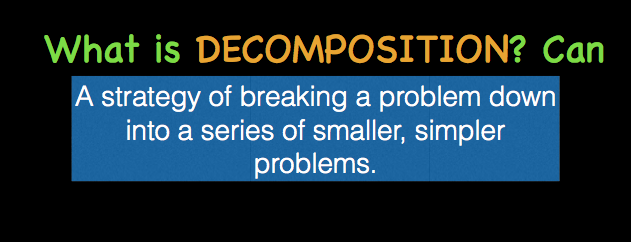 What is DECOMPOSITION? Can
A strategy of breaking a problem down
into a series of smaller, simpler
problems.